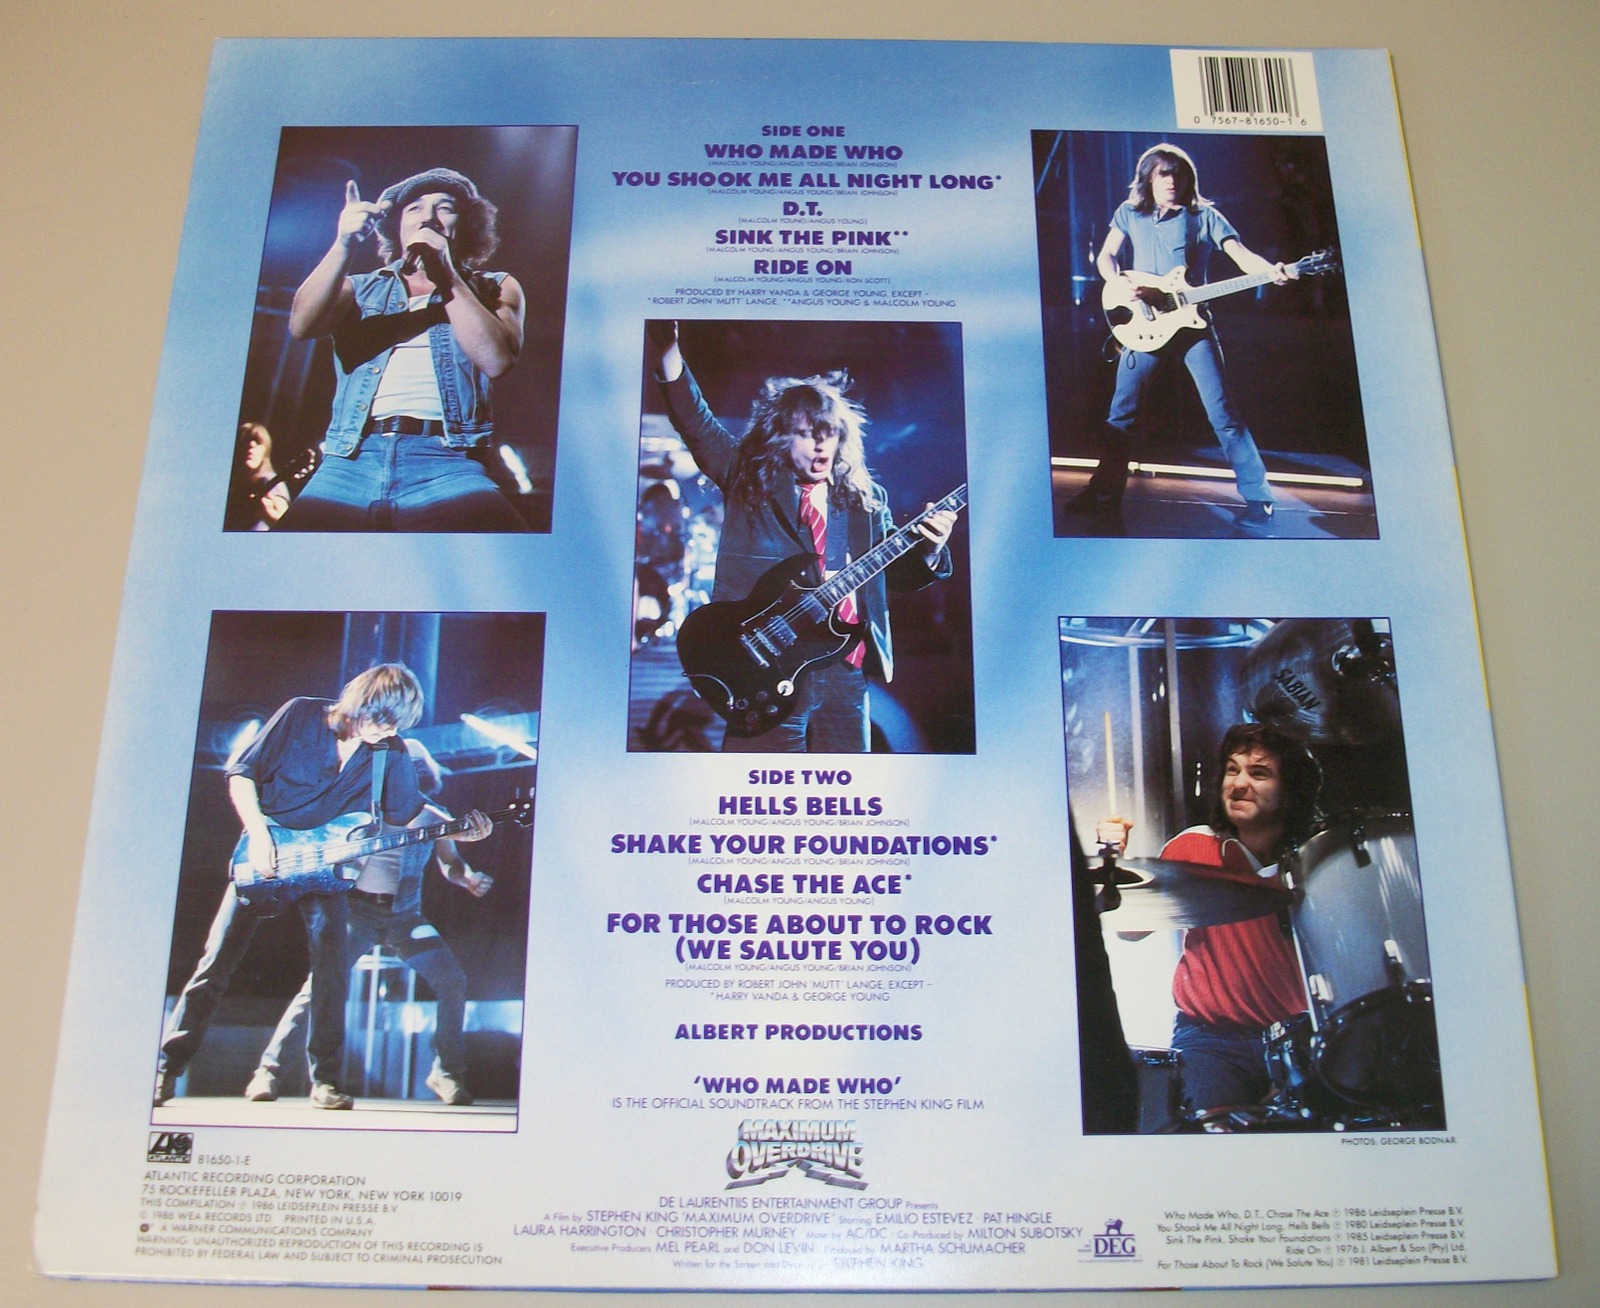 0 7567-81650-1 6
SIDE ONE
WHO MADE WHO
(MALCOLM YOUNG/ANGUS YOUNG/BRIAN JOHNSON)
YOU SHOOK ME ALL NIGHT LONG*
(MALCOLM YOUNG/ANGUS YOUNG/BRIAN JOHNSON)
D.T.
(MALCOLM YOUNG/ANGUS YOUNG)
SINK THE PINK**
(MALCOLM YOUNG/ANGUS YOUNG/BRIAN JOHNSON)
RIDE ON
(MALCOLM YOUNG/ANGUS YOUNG/BON SCOTT)
PRODUCED BY HARRY VANDA & GEORGE YOUNG, EXCEPT –
*ROBERT JOHN 'MUTT' LANGE, **ANGUS YOUNG & MALCOLM YOUNG
SABIAN
SIDE TWO
HELLS BELLS
(MALCOLM YOUNG/ANGUS YOUNG/BRIAN JOHNSON)
SHAKE YOUR FOUNDATIONS*
(MALCOLM YOUNG/ANGUS YOUNG/BRIAN JOHNSON)
CHASE THE ACE*
(MALCOLM YOUNG/ANGUS YOUNG)
FOR THOSE ABOUT TO ROCK
(WE SALUTE YOU)
(MALCOLM YOUNG/ANGUS YOUNG/BRIAN JOHNSON)
PRODUCED BY ROBERT JOHN 'MUTT' LANGE, EXCEPT –
*HARRY VANDA & GEORGE YOUNG
ALBERT PRODUCTIONS
'WHO MADE WHO'
IS THE OFFICIAL SOUNDTRACK FROM THE STEPHEN KING FILM
MAXIMUM
OVERDRIVE
PHOTOS: GEORGE BODNAR
ATLANTIC 81650-1-E
ATLANTIC RECORDING CORPORATION
75 ROCKEFELLER PLAZA, NEW YORK, NEW YORK 10019
THIS COMPILATION ℗ 1986 LEIDSEPLEIN PRESSE B.V.
© 1986 WEA RECORDS LTD. PRINTED IN U.S.A.
A WARNER COMMUNICATIONS COMPANY
WARNING: UNAUTHORIZED REPRODUCTION OF THIS RECORDING IS
PROHIBITED BY FEDERAL LAW AND SUBJECT TO CRIMINAL PROSECUTION.
DE LAURENTIIS ENTERTAINMENT GROUP Presents
A Film by STEPHEN KING 'MAXIMUM OVERDRIVE' Starring EMILIO ESTEVEZ · PAT HINGLE
LAURA HARRINGTON · CHRISTOPHER MURNEY · Music by AC/DC · Co-Produced by MILTON SUBOTSKY
Executive Producers MEL PEARL and DON LEVIN Produced by MARTHA SCHUMACHER
Written for the Screen and Directed by STEPHEN KING
DEG
Who Made Who, D.T., Chase The Ace ℗ 1986 Leidseplein Presse B.V.
You Shook Me All Night Long, Hells Bells ℗ 1980 Leidseplein Presse B.V.
Sink The Pink, Shake Your Foundations ℗ 1985 Leidseplein Presse B.V.
Ride On ℗ 1976 J. Albert & Son (Pty) Ltd.
For Those About To Rock (We Salute You) ℗ 1981 Leidseplein Presse B.V.